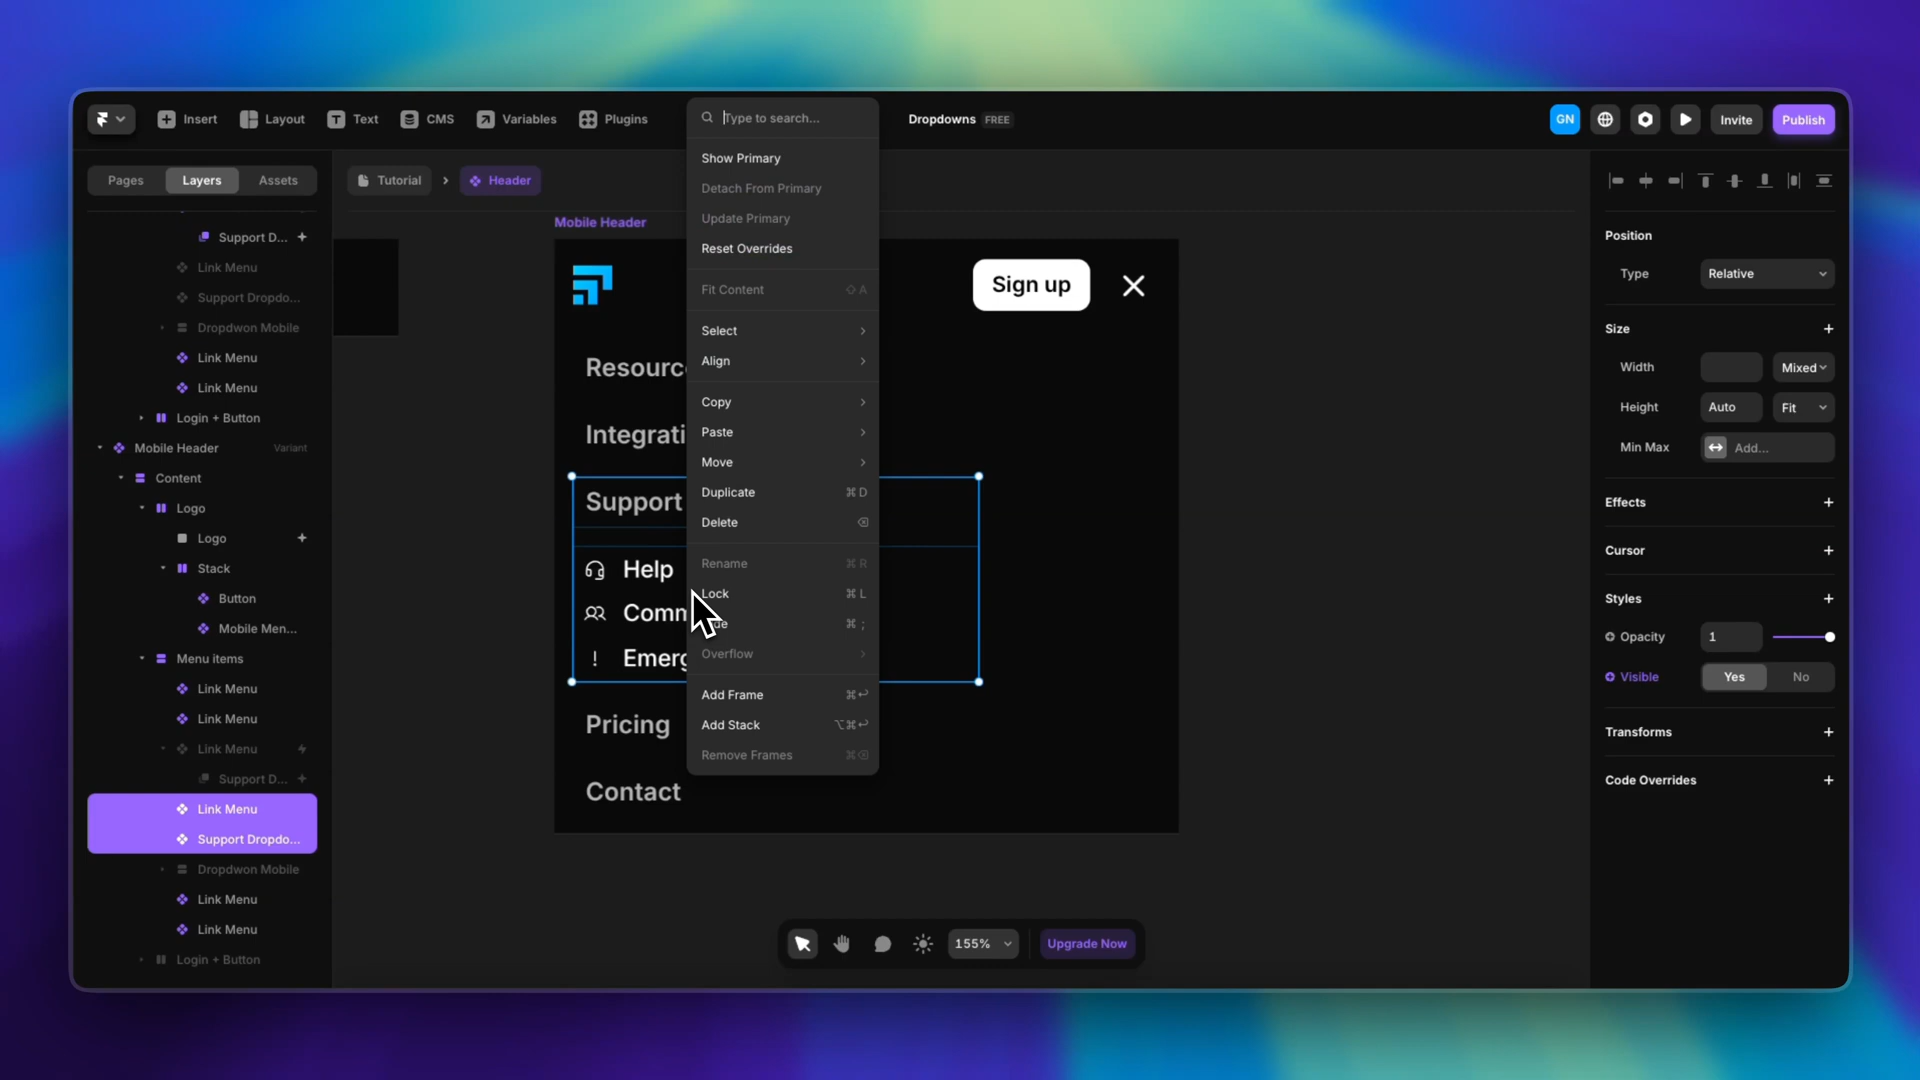 Insert
Layout
Text
CMS
Variables
Plugins
Type to search...
Dropdowns FREE
GN
Invite
Publish
Pages
Layers
Assets
Tutorial
Header
Support D...
Link Menu
Support Dropdo...
Dropdwon Mobile
Link Menu
Link Menu
Login + Button
Mobile Header Variant
Content
Logo
Logo
Stack
Button
Mobile Men...
Menu items
Link Menu
Link Menu
Link Menu
Support D...
Link Menu
Support Dropdo...
Dropdwon Mobile
Link Menu
Link Menu
Login + Button
Mobile Header
Sign up
Resourc
Integrati
Support
Help
Comm
Emerg
Pricing
Contact
Show Primary
Detach From Primary
Update Primary
Reset Overrides
Fit Content ⇧ A
Select
Align
Copy
Paste
Move
Duplicate ⌘ D
Delete ⌫
Rename ⌘ R
Lock ⌘ L
de ⌘ ;
Overflow
Add Frame ⌘↩
Add Stack ⌥⌘↩
Remove Frames ⌘⌫
155%
Upgrade Now
Position
Type Relative
Size
Width Mixed
Height Auto Fit
Min Max Add...
Effects
Cursor
Styles
Opacity 1
Visible Yes No
Transforms
Code Overrides